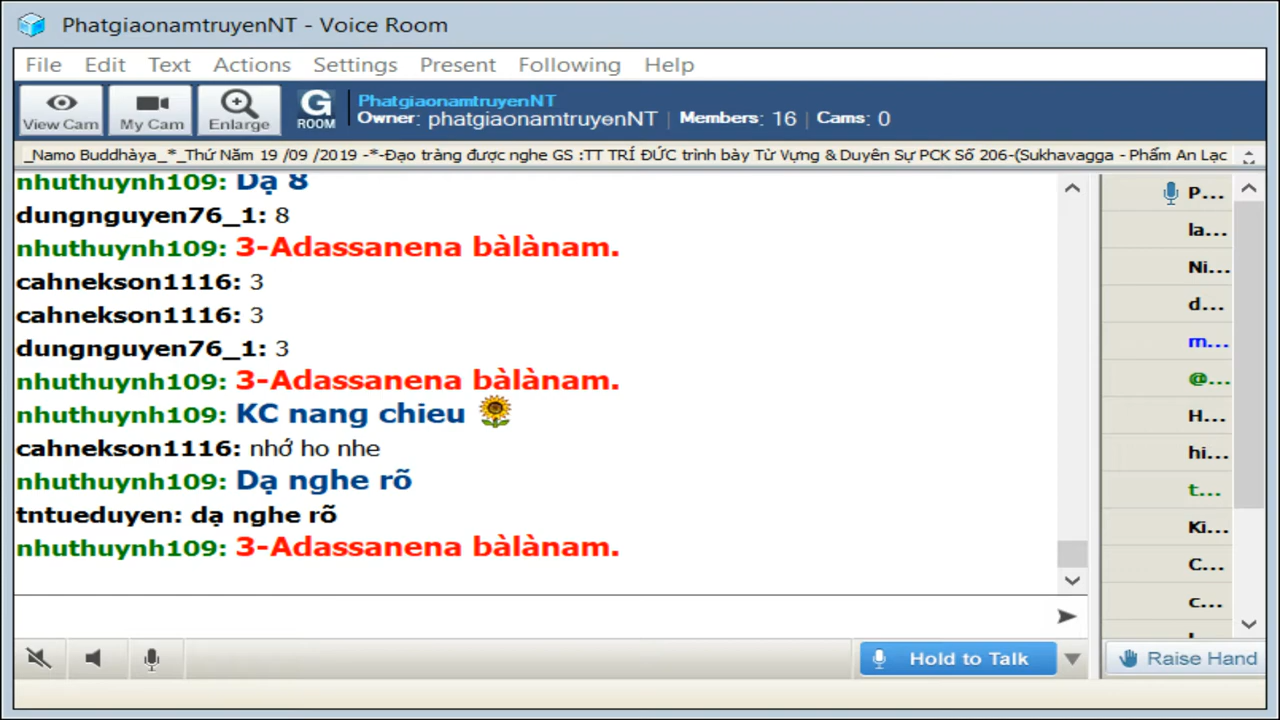 PhatgiaonamtruyenNT - Voice Room
File Edit Text Actions Settings Present Following Help
View Cam My Cam Enlarge G ROOM
PhatgiaonamtruyenNT
Owner: phatgiaonamtruyenNT Members: 16 Cams: 0
_Namo Buddhàya_*_Thứ Năm 19 /09 /2019 -*-Đạo tràng được nghe GS :TT TRÍ ĐỨC trình bày Từ Vựng & Duyên Sự PCK Số 206-(Sukhavagga - Phẩm An Lạc
nhuthuynh109: Dạ 8
dungnguyen76_1: 8
nhuthuynh109: 3-Adassanena bàlànam.
cahnekson1116: 3
cahnekson1116: 3
dungnguyen76_1: 3
nhuthuynh109: 3-Adassanena bàlànam.
nhuthuynh109: KC nang chieu
cahnekson1116: nhớ ho nhe
nhuthuynh109: Dạ nghe rõ
tntueduyen: dạ nghe rõ
nhuthuynh109: 3-Adassanena bàlànam.
P...
la...
Ni...
d...
m...
@...
H...
hi...
t...
Ki...
C...
c...
Hold to Talk
Raise Hand